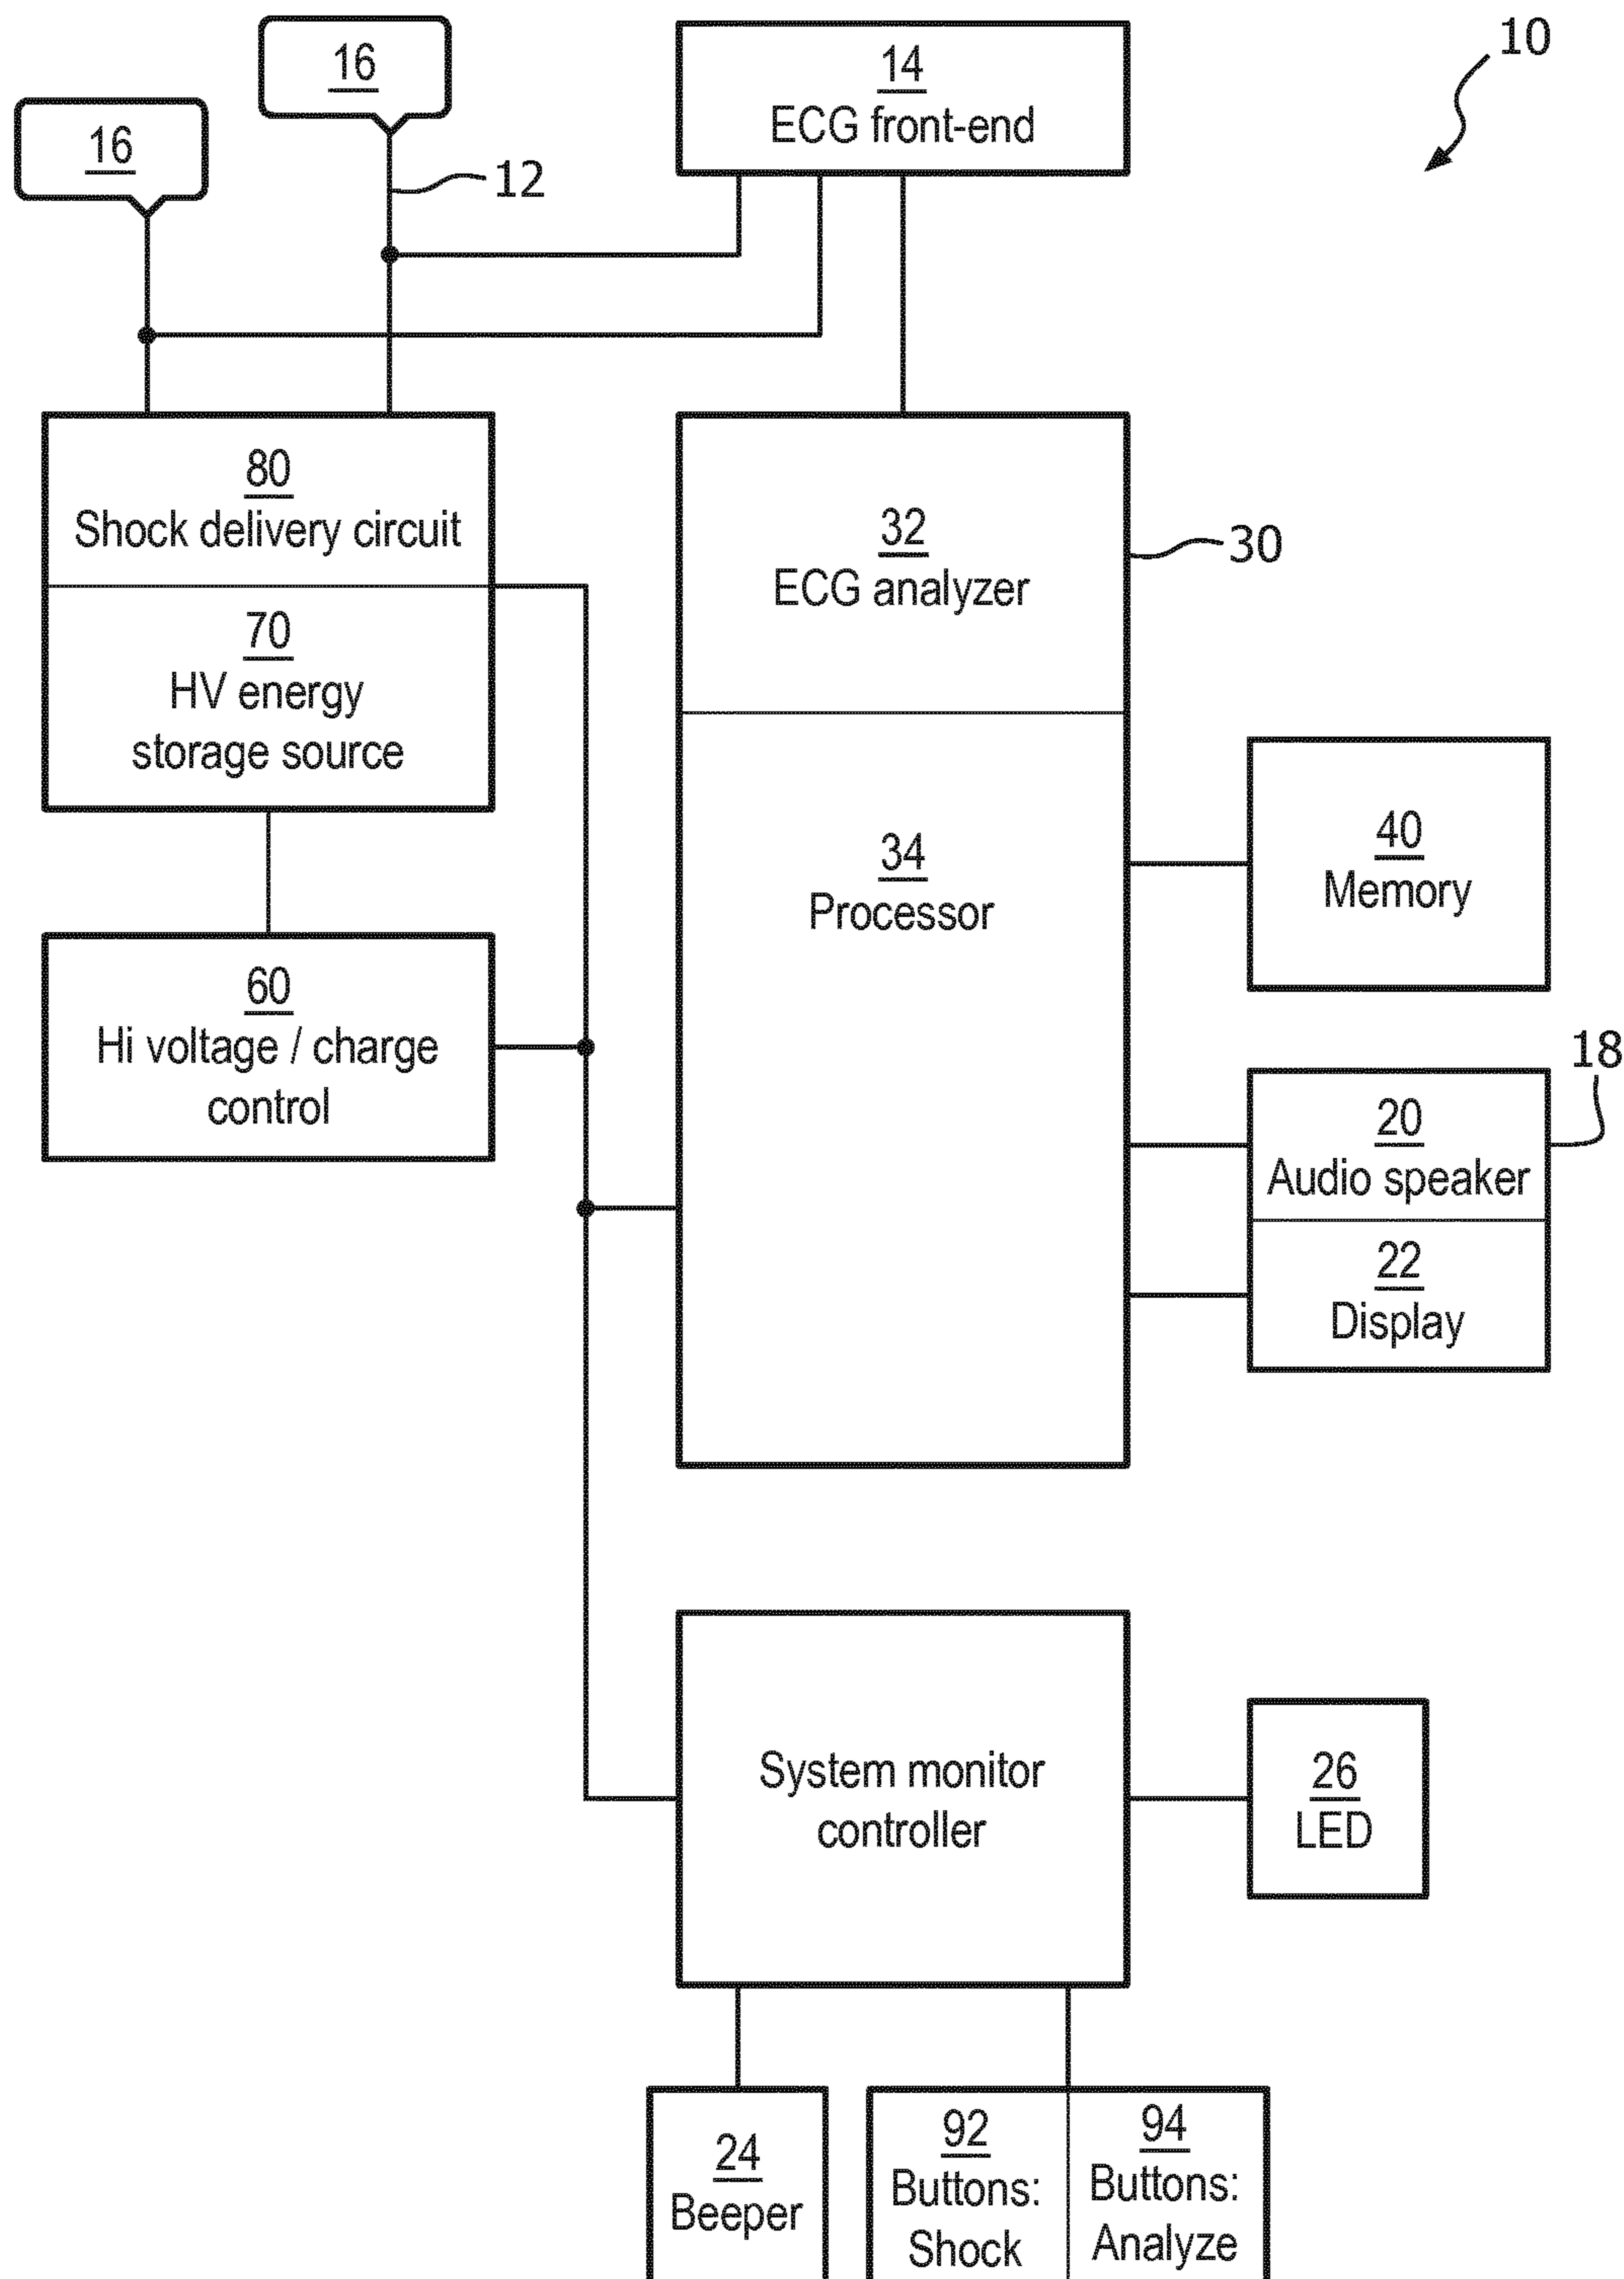 10
16
14
ECG front-end
16
12
80
Shock delivery circuit
32
ECG analyzer
30
70
HV energy
storage source
34
Processor
40
Memory
60
Hi voltage / charge
control
18
20
Audio speaker
22
Display
System monitor
controller
26
LED
24
Beeper
92
Buttons:
Shock
94
Buttons:
Analyze